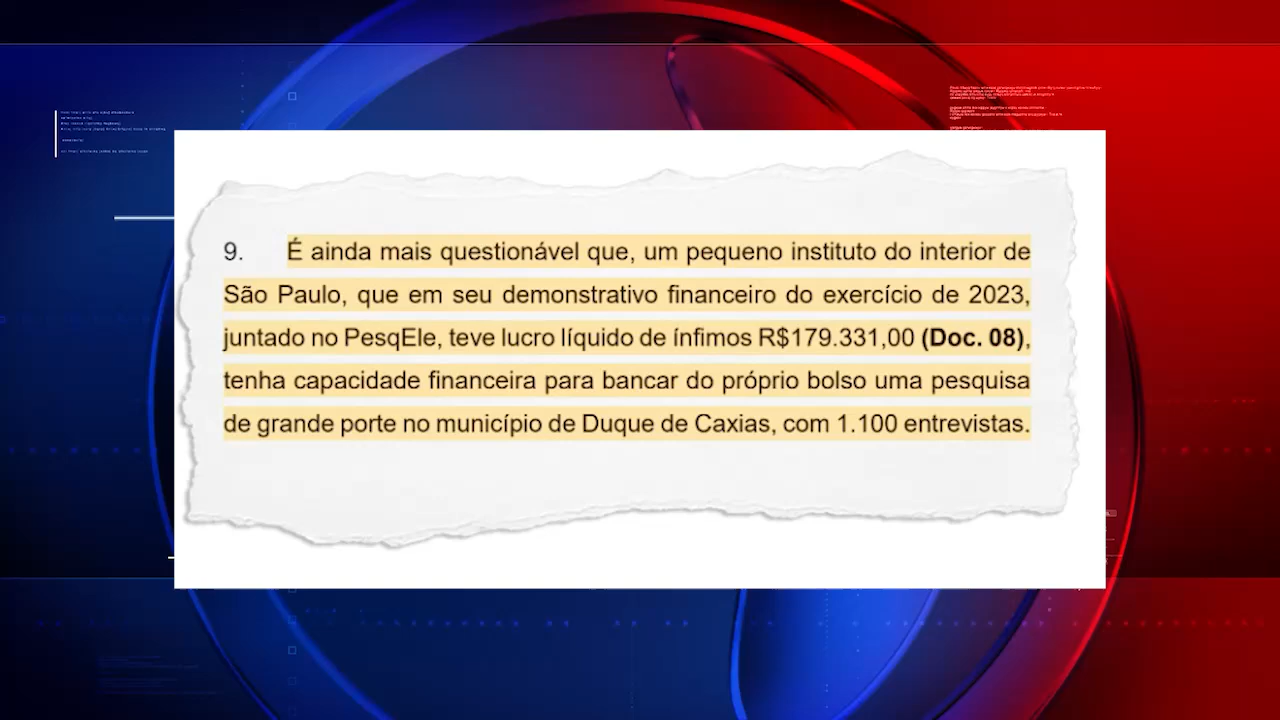 9. É ainda mais questionável que, um pequeno instituto do interior de
São Paulo, que em seu demonstrativo financeiro do exercício de 2023,
juntado no PesqEle, teve lucro líquido de ínfimos R$179.331,00 (Doc. 08),
tenha capacidade financeira para bancar do próprio bolso uma pesquisa
de grande porte no município de Duque de Caxias, com 1.100 entrevistas.